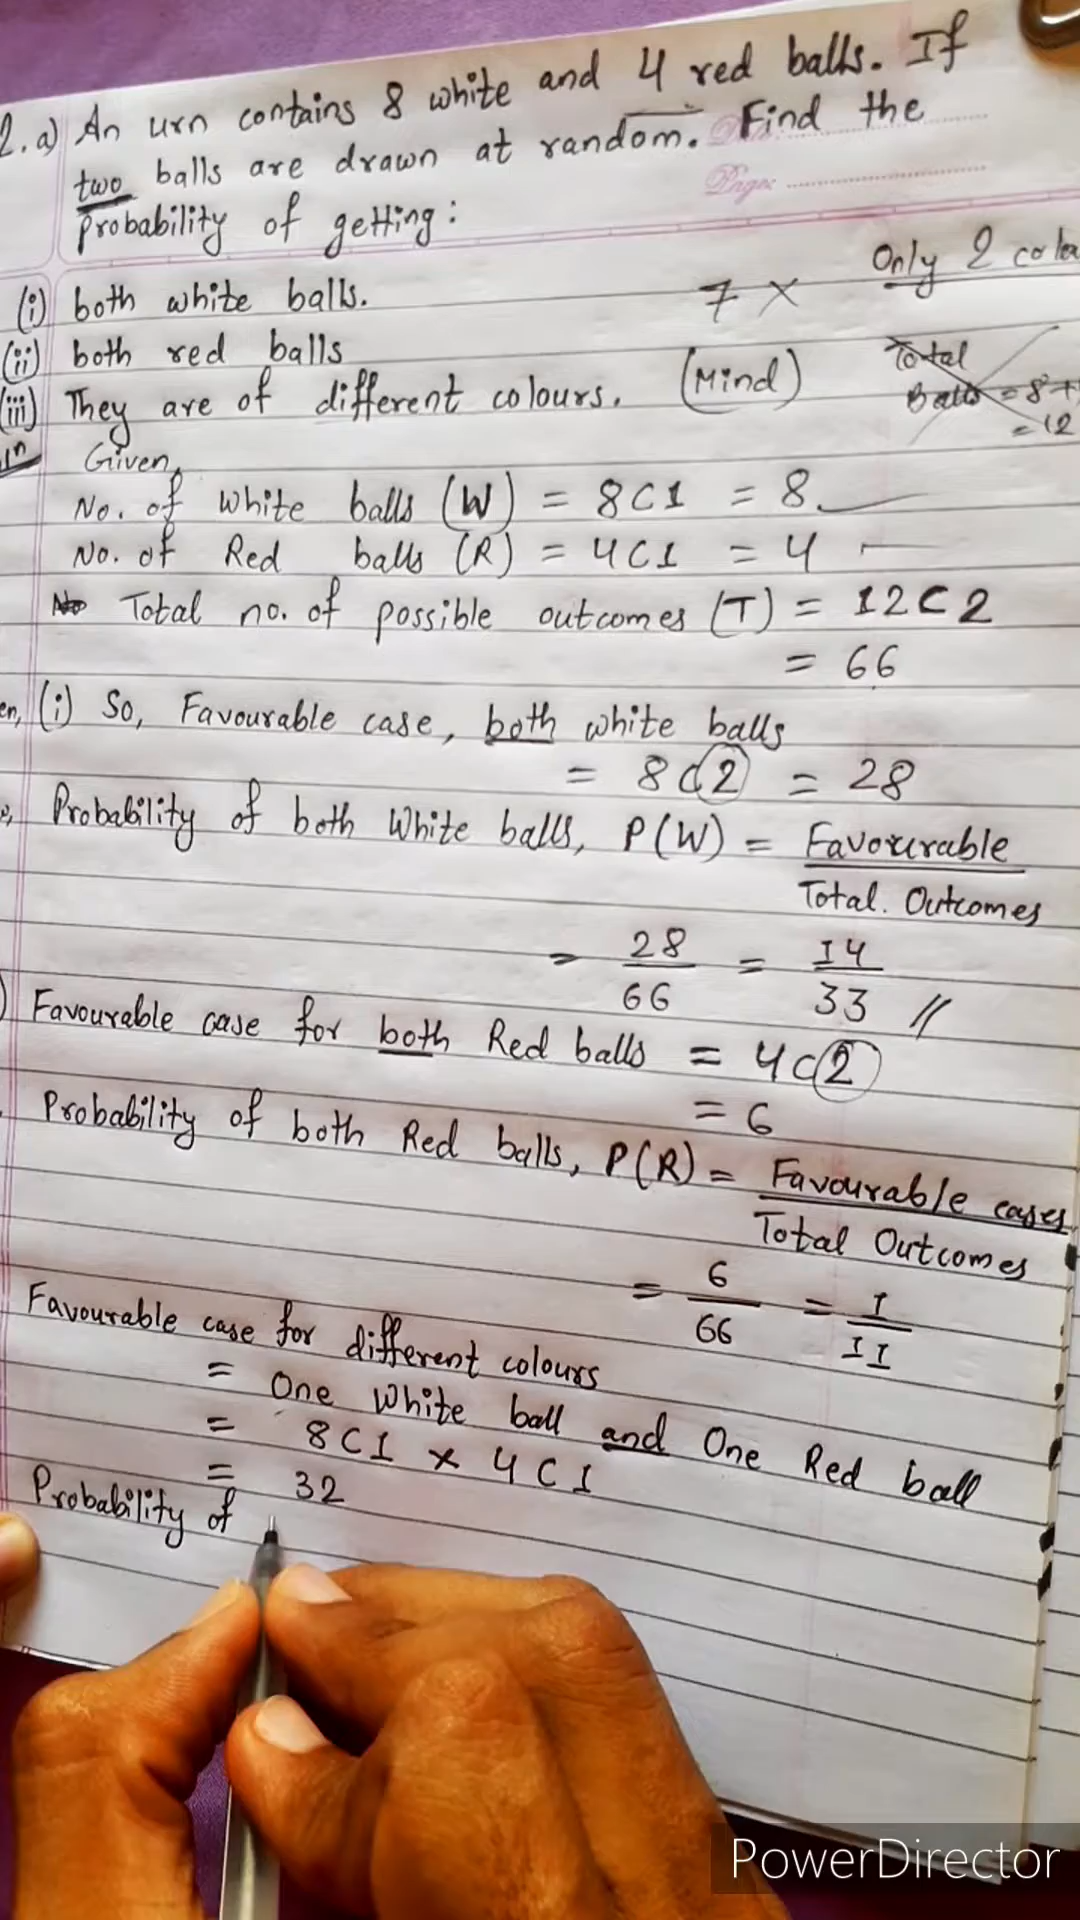 2.a) An urn contains 8 white and 4 red balls. If
two balls are drawn at random. Find the
Page:
probability of getting:
Only 2
(i) both white balls.
7 ×
(ii) both red balls
Total
(iii) They are of different colours. (Mind)
Balls = 8+
= 12
Given,
No. of white balls (W) = 8C1 = 8
No. of Red balls (R) = 4C1 = 4
Total no. of possible outcomes (T) = 12C2
= 66
(i) So, Favourable case, both white balls
= 8C2 = 28
Probability of both White balls, P(W) = Favourable
Total. Outcomes
= 28/66 = 14/33 //
Favourable case for both Red balls = 4C2
= 6
Probability of both Red balls, P(R) = Favourable cases
Total Outcomes
= 6/66 = 1/11
Favourable case for different colours
= One White ball and One Red ball
= 8C1 × 4C1
= 32
Probability of
PowerDirector